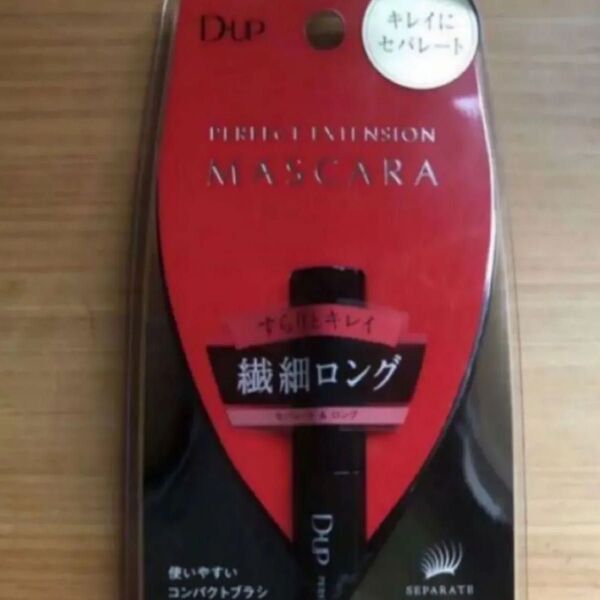 D-UP
キレイに
セパレート
PERFECT EXTENSION
MASCARA
すらりとキレイ
繊細ロング
セパレート & ロング
D-UP
使いやすい
コンパクトブラシ
SEPARATE